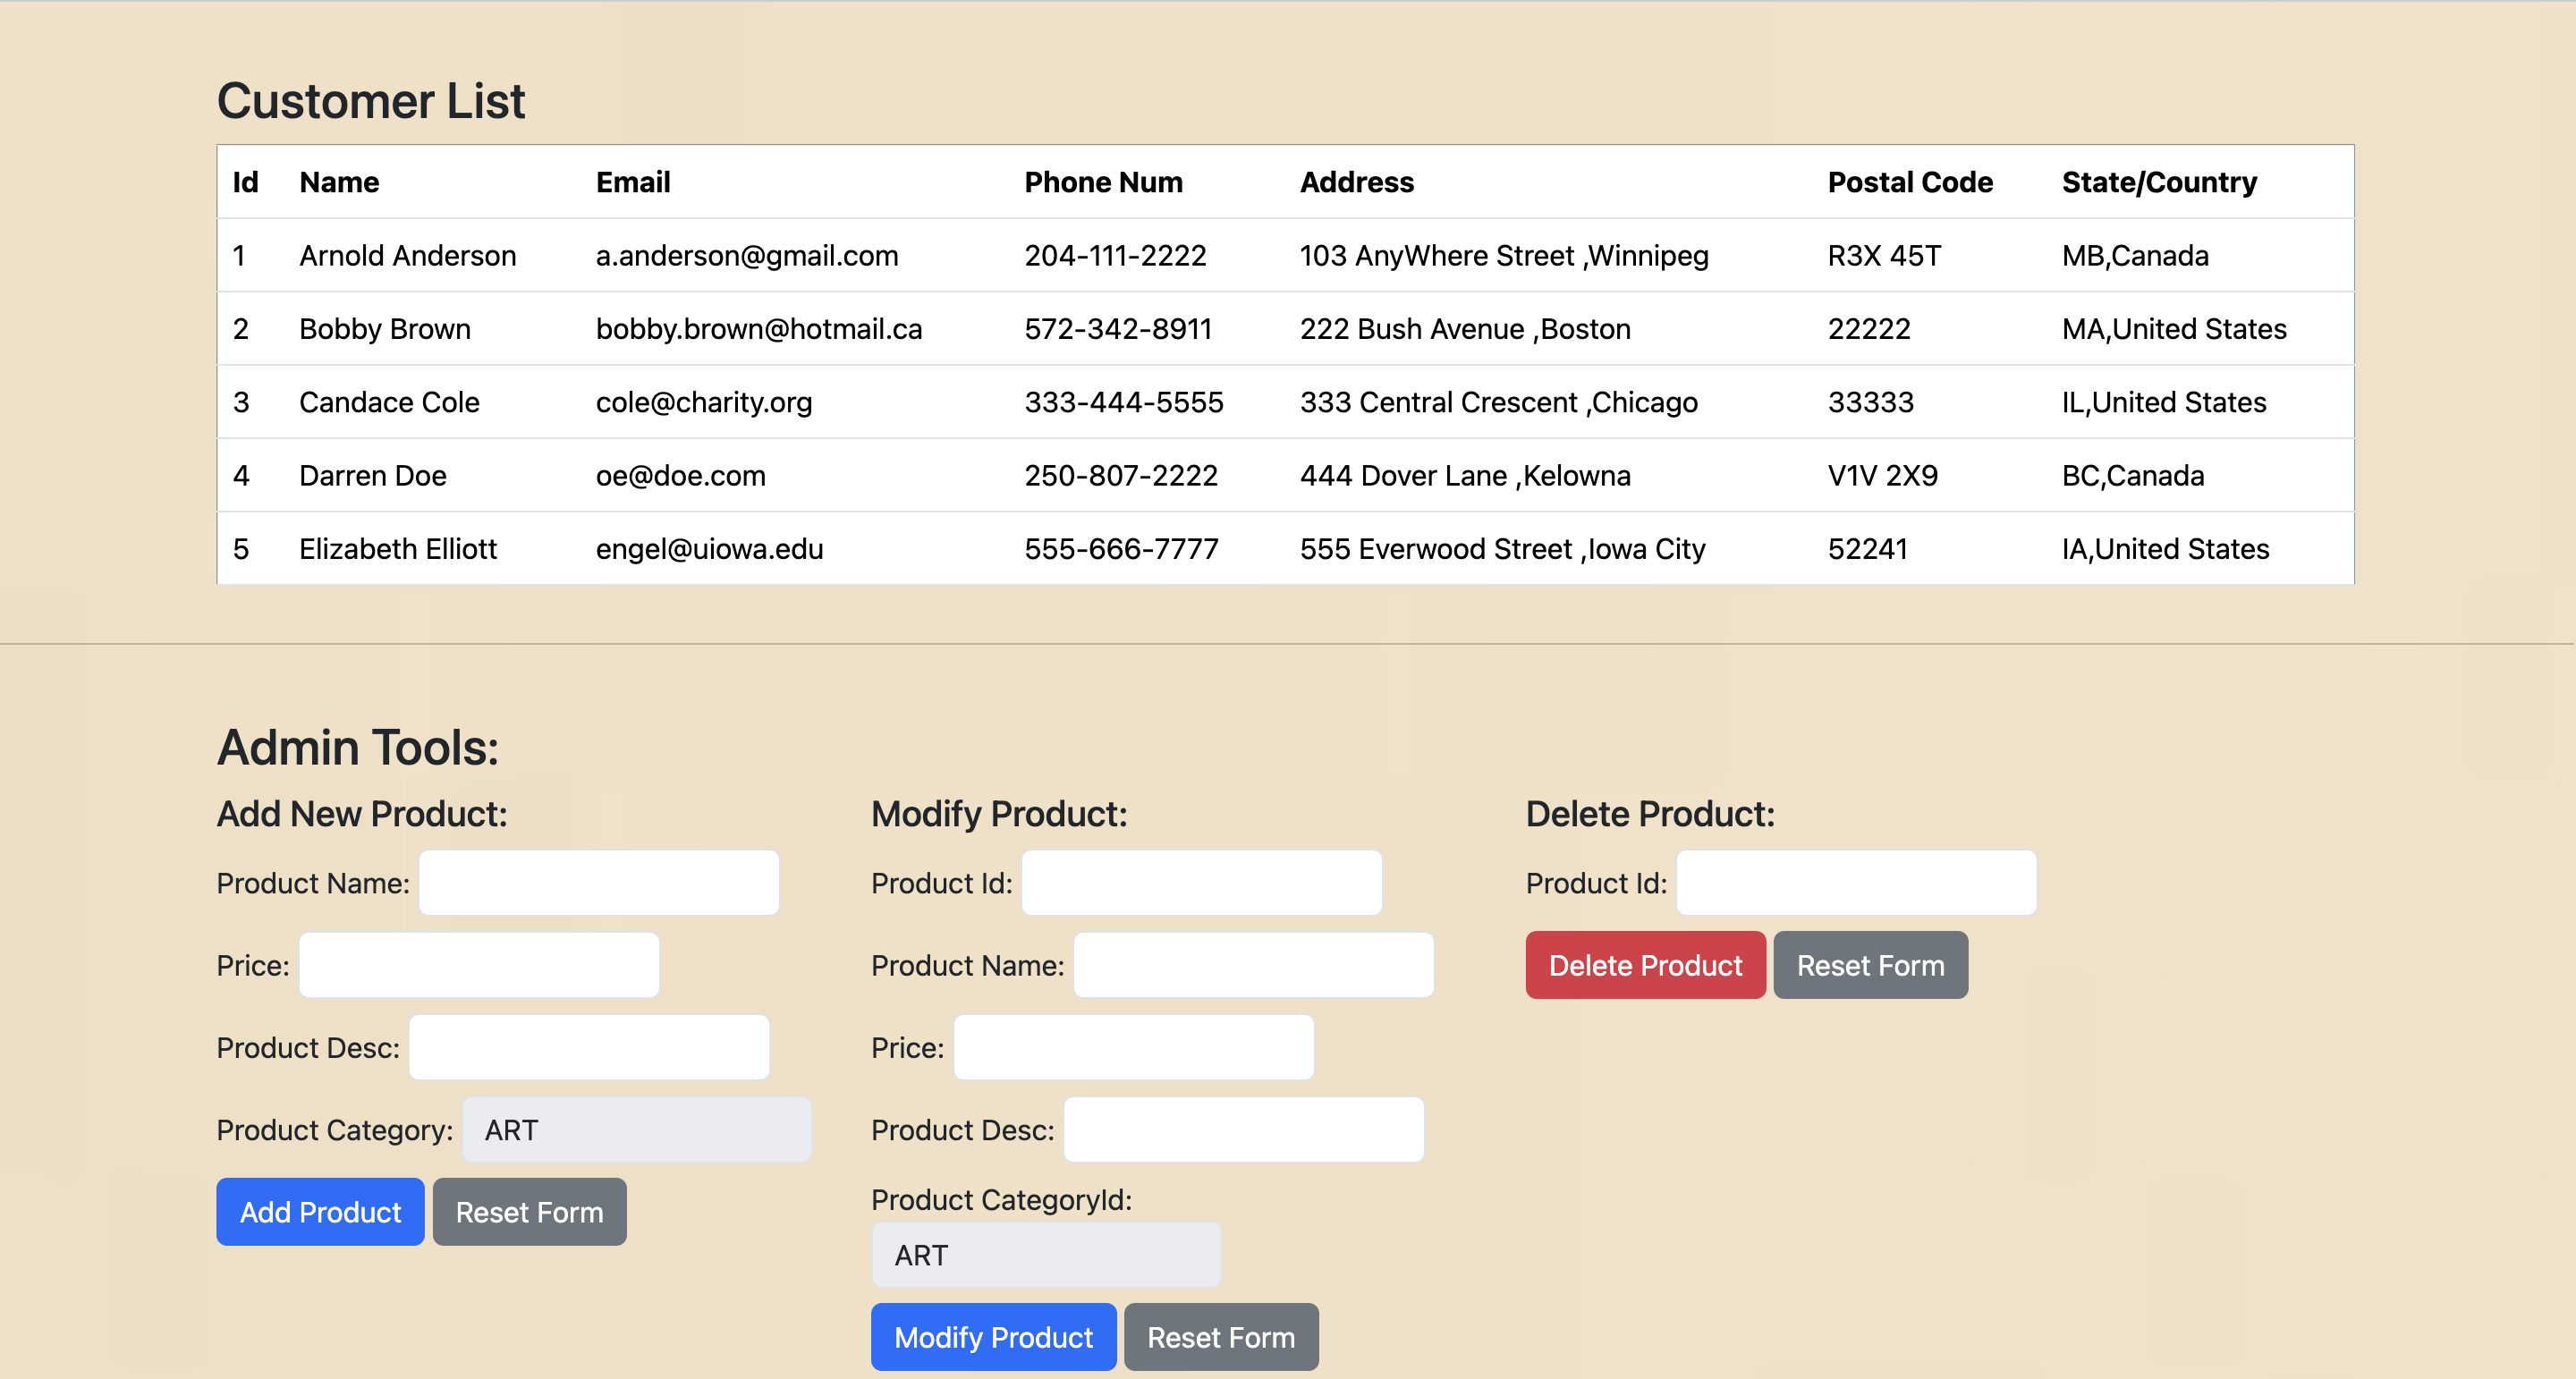 Customer List
Id Name Email Phone Num Address Postal Code State/Country
1 Arnold Anderson a.anderson@gmail.com 204-111-2222 103 AnyWhere Street ,Winnipeg R3X 45T MB,Canada
2 Bobby Brown bobby.brown@hotmail.ca 572-342-8911 222 Bush Avenue ,Boston 22222 MA,United States
3 Candace Cole cole@charity.org 333-444-5555 333 Central Crescent ,Chicago 33333 IL,United States
4 Darren Doe oe@doe.com 250-807-2222 444 Dover Lane ,Kelowna V1V 2X9 BC,Canada
5 Elizabeth Elliott engel@uiowa.edu 555-666-7777 555 Everwood Street ,Iowa City 52241 IA,United States
Admin Tools:
Add New Product:
Product Name:
Price:
Product Desc:
Product Category: ART
Add Product Reset Form
Modify Product:
Product Id:
Product Name:
Price:
Product Desc:
Product CategoryId:
ART
Modify Product Reset Form
Delete Product:
Product Id:
Delete Product Reset Form